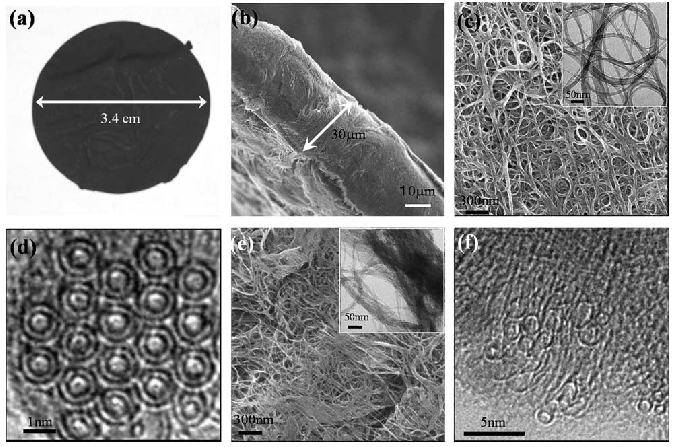 (a)
3.4 cm
(b)
30μm
10μm
(c)
50nm
300nm
(d)
1nm
(e)
50nm
300nm
(f)
5nm